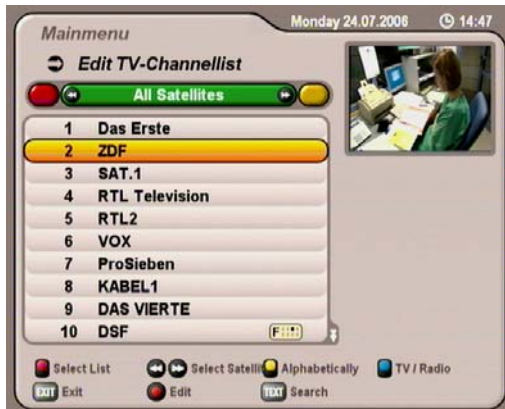 Monday 24.07.2006 14:47
Mainmenu
Edit TV-Channellist
All Satellites
1 Das Erste
2 ZDF
3 SAT.1
4 RTL Television
5 RTL2
6 VOX
7 ProSieben
8 KABEL1
9 DAS VIERTE
10 DSF F
Select List Select Satelli Alphabetically TV / Radio
EXIT Exit Edit TEXT Search